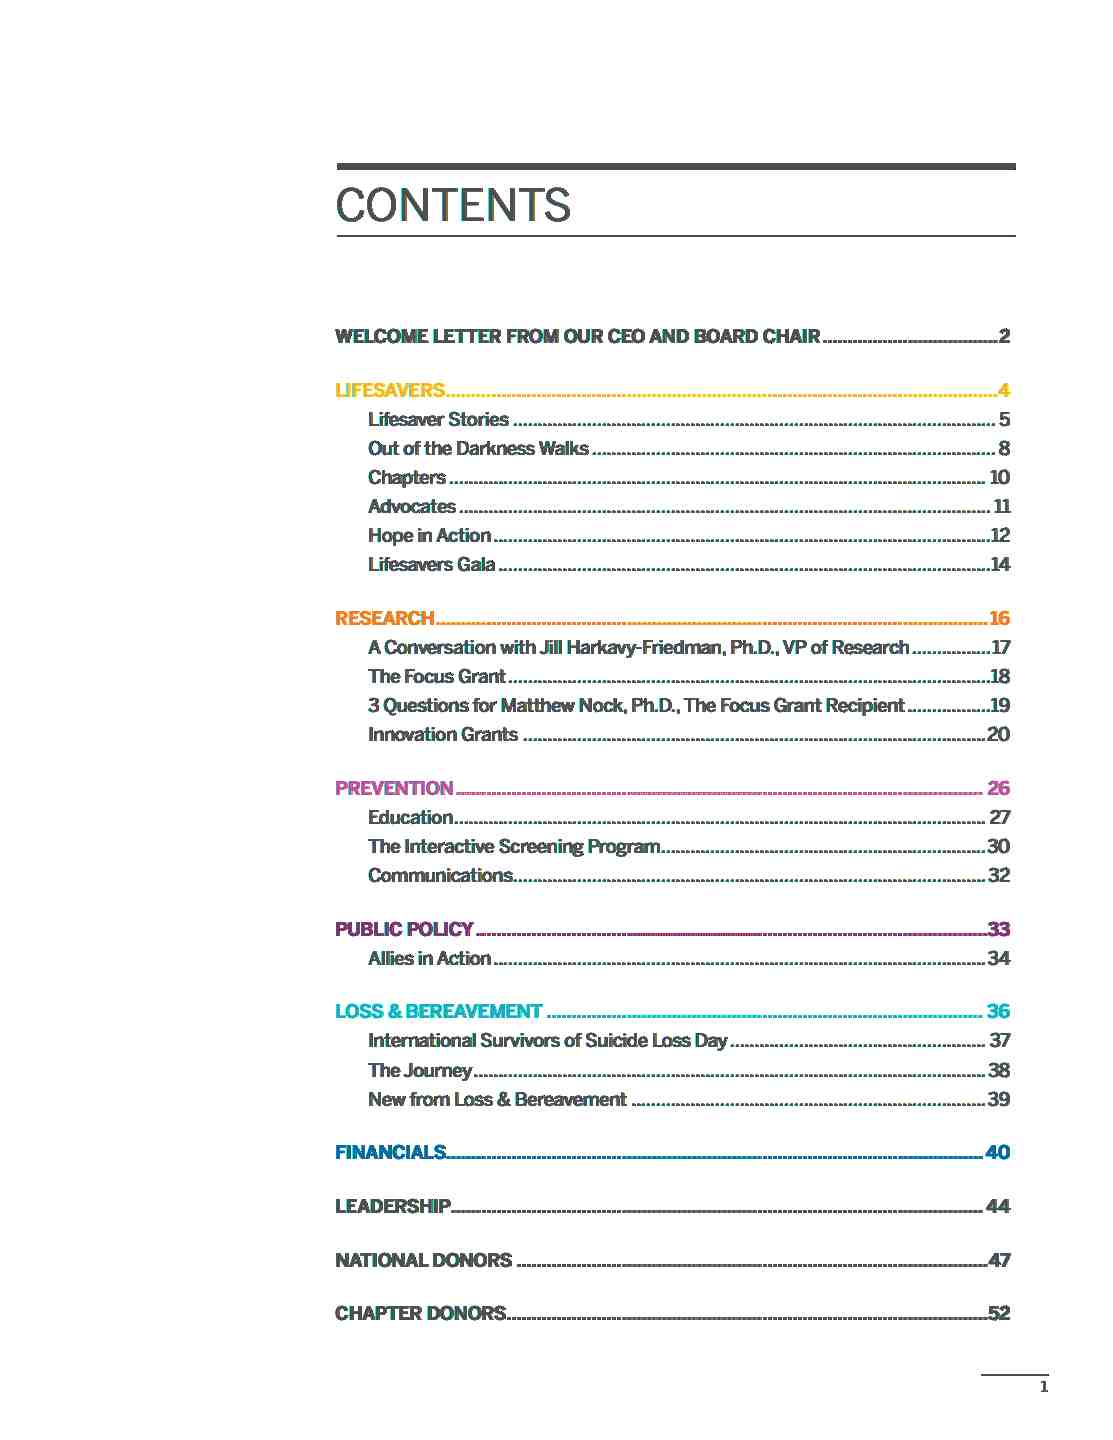 CONTENTS
WELCOME LETTER FROM OUR CEO AND BOARD CHAIR....................................2
LIFESAVERS....................................4
Lifesaver Stories .................................... 5
Out of the Darkness Walks.................................... 8
Chapters .................................... 10
Advocates.................................... 11
Hope in Action....................................12
Lifesavers Gala....................................14
RESEARCH....................................16
A Conversation with Jill Harkavy-Friedman, Ph.D., VP of Research................17
The Focus Grant....................................18
3 Questions for Matthew Nock, Ph.D., The Focus Grant Recipient.................19
Innovation Grants ....................................20
PREVENTION.................................... 26
Education.................................... 27
The Interactive Screening Program....................................30
Communications.................................... 32
PUBLIC POLICY....................................33
Allies in Action....................................34
LOSS & BEREAVEMENT .................................... 36
International Survivors of Suicide Loss Day.................................... 37
The Journey....................................38
New from Loss & Bereavement ....................................39
FINANCIALS....................................40
LEADERSHIP....................................44
NATIONAL DONORS ....................................47
CHAPTER DONORS....................................52
1